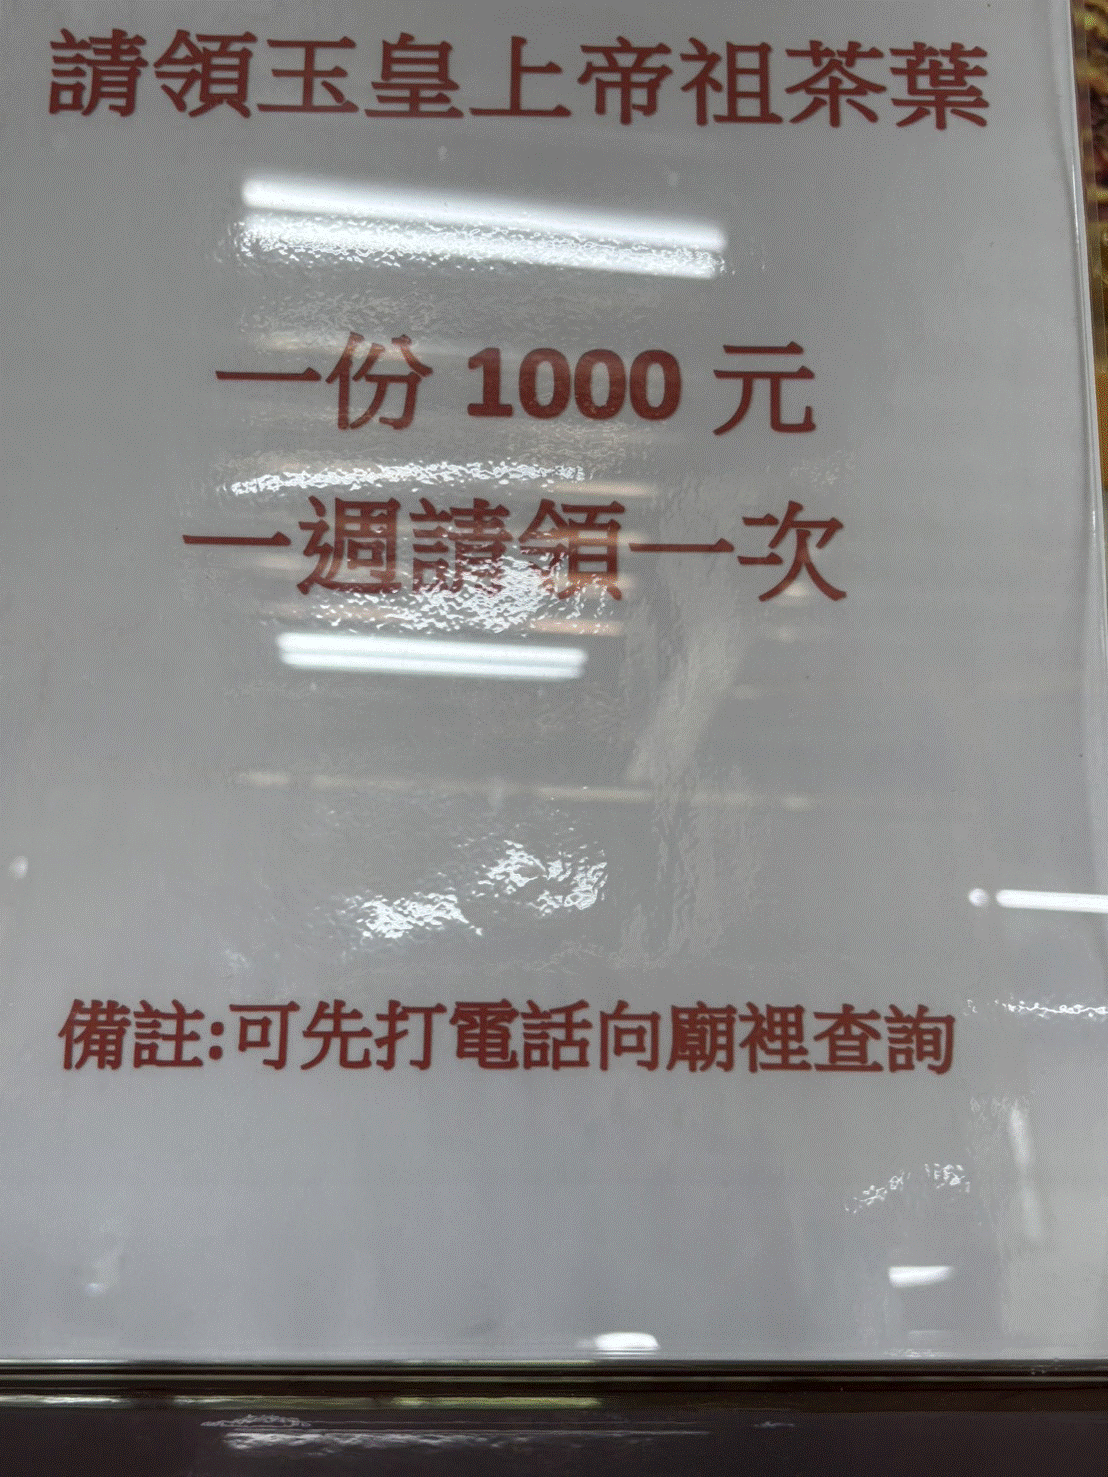 請領玉皇上帝祖茶葉
一份 1000 元
一週請領一次
備註:可先打電話向廟裡查詢